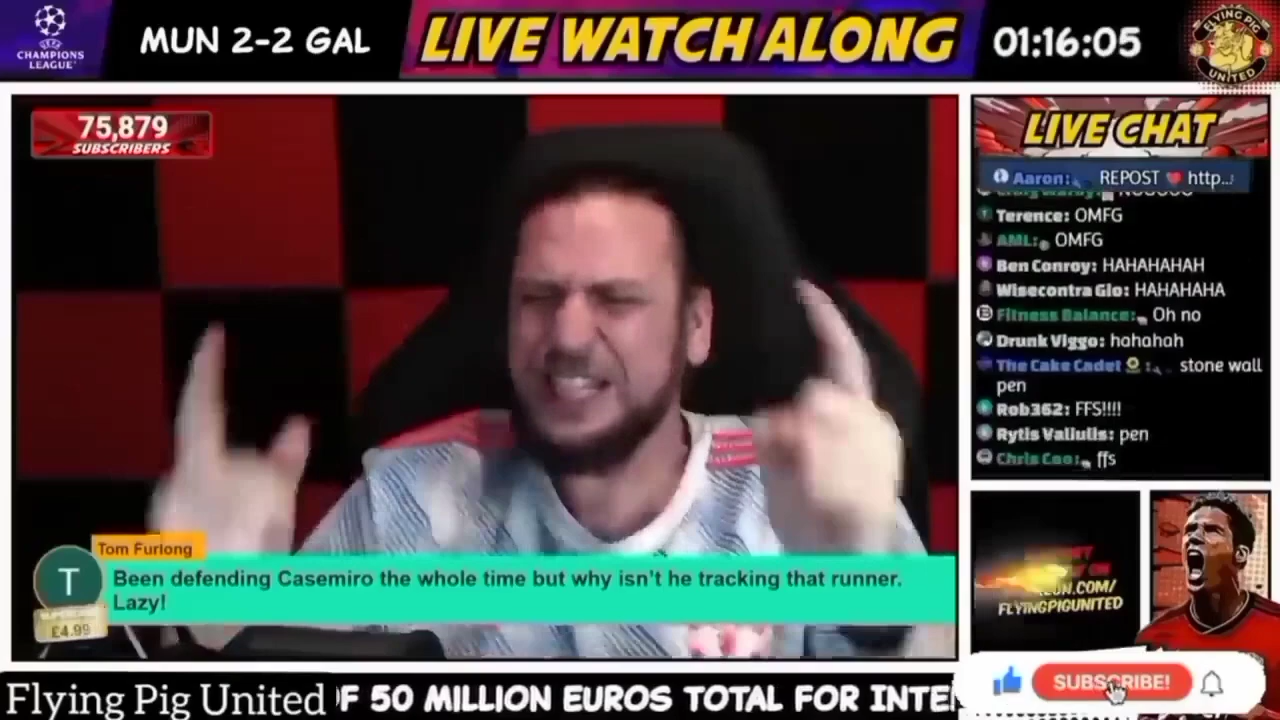 UEFA
CHAMPIONS
LEAGUE
MUN 2-2 GAL
LIVE WATCH ALONG
01:16:05
FLYING PIG
UNITED
75,879
SUBSCRIBERS
LIVE CHAT
Aaron: REPOST ❤ http...
Terence: OMFG
AML: OMFG
Ben Conroy: HAHAHAHAH
Wisecontra Glo: HAHAHAHA
Fitness Balance: Oh no
Drunk Viggo: hahahah
The Cake Cadet : stone wall
pen
Rob362: FFS!!!!
Rytis Valiulis: pen
Chris Coo: ffs
Tom Furlong
T
Been defending Casemiro the whole time but why isn't he tracking that runner.
Lazy!
£4.99
.COM/
FLYINGPIGUNITED
SUBSCRIBE!
Flying Pig United
OF 50 MILLION EUROS TOTAL FOR INTE